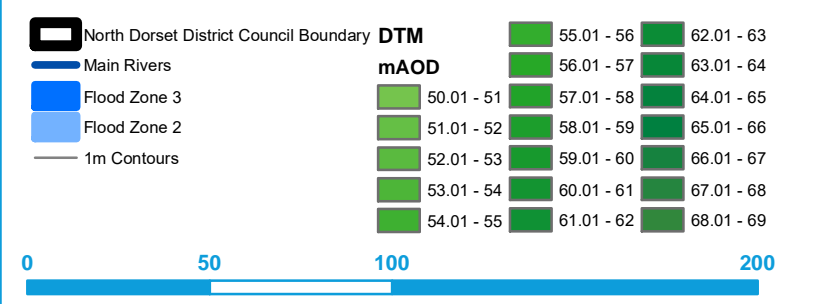 North Dorset District Council Boundary
Main Rivers
Flood Zone 3
Flood Zone 2
1m Contours
DTM
mAOD
50.01 - 51
51.01 - 52
52.01 - 53
53.01 - 54
54.01 - 55
55.01 - 56
56.01 - 57
57.01 - 58
58.01 - 59
59.01 - 60
60.01 - 61
61.01 - 62
62.01 - 63
63.01 - 64
64.01 - 65
65.01 - 66
66.01 - 67
67.01 - 68
68.01 - 69
0 50 100 200